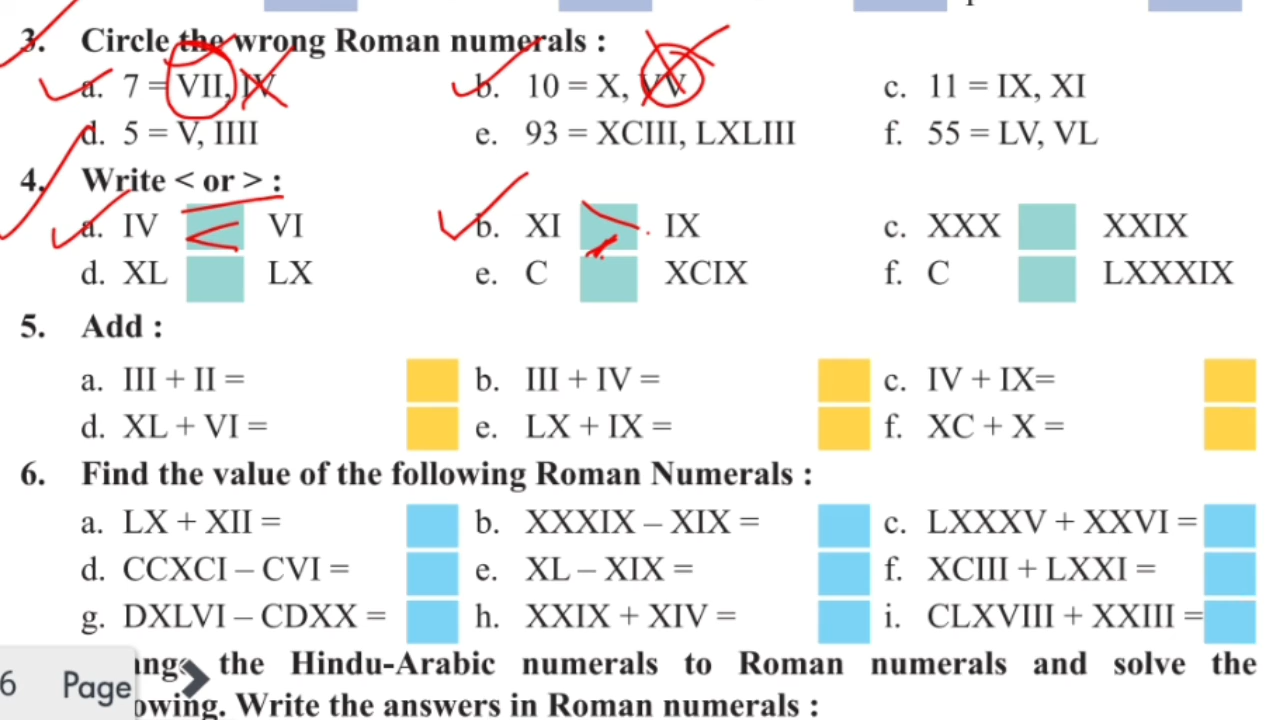 3. Circle the wrong Roman numerals :
a. 7 = VII, IV b. 10 = X, VV c. 11 = IX, XI
d. 5 = V, IIII e. 93 = XCIII, LXLIII f. 55 = LV, VL
4. Write < or > :
a. IV < VI b. XI > IX c. XXX XXIX
d. XL LX e. C XCIX f. C LXXXIX
5. Add :
a. III + II = b. III + IV = c. IV + IX=
d. XL + VI = e. LX + IX = f. XC + X =
6. Find the value of the following Roman Numerals :
a. LX + XII = b. XXXIX – XIX = c. LXXXV + XXVI =
d. CCXCI – CVI = e. XL – XIX = f. XCIII + LXXI =
g. DXLVI – CDXX = h. XXIX + XIV = i. CLXVIII + XXIII =
the Hindu-Arabic numerals to Roman numerals and solve the
6 Page
Write the answers in Roman numerals :